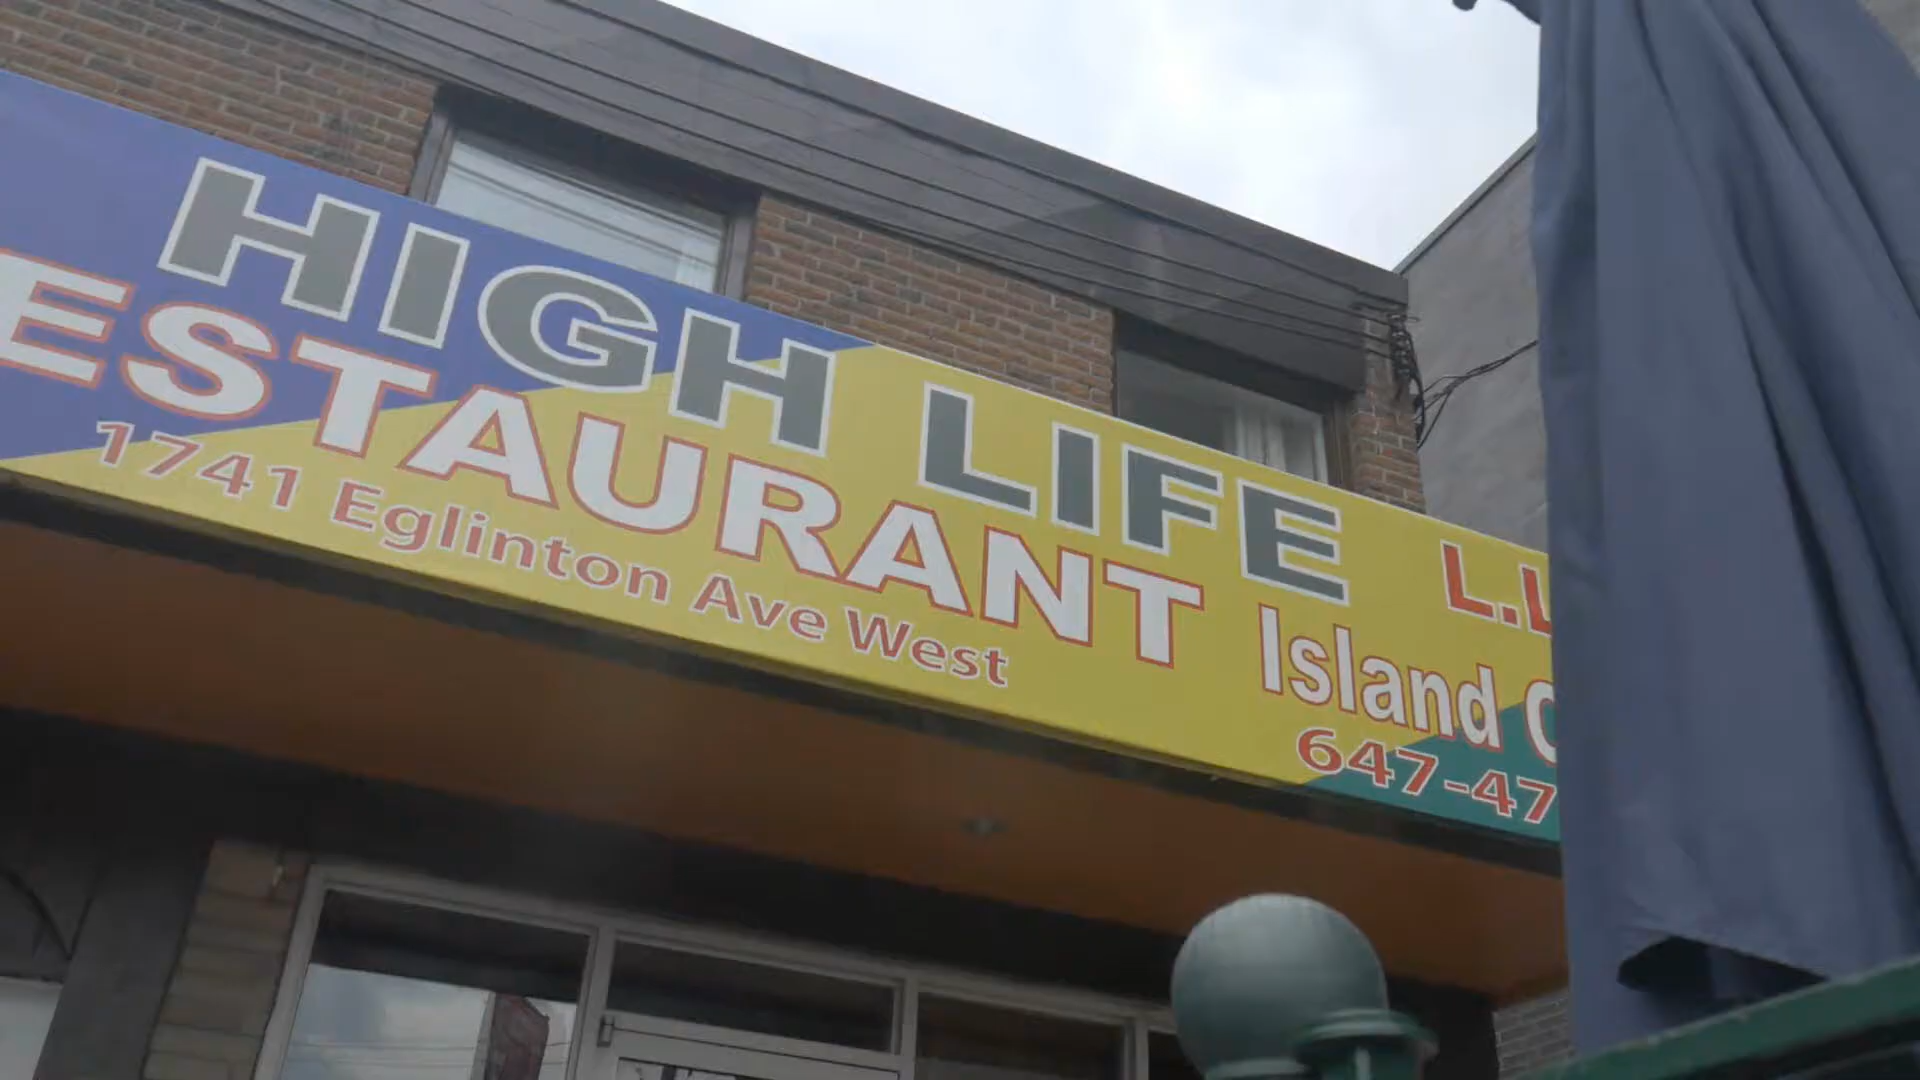 HIGH LIFE
ESTAURANT
1741 Eglinton Ave West
L.L
Island
647-47